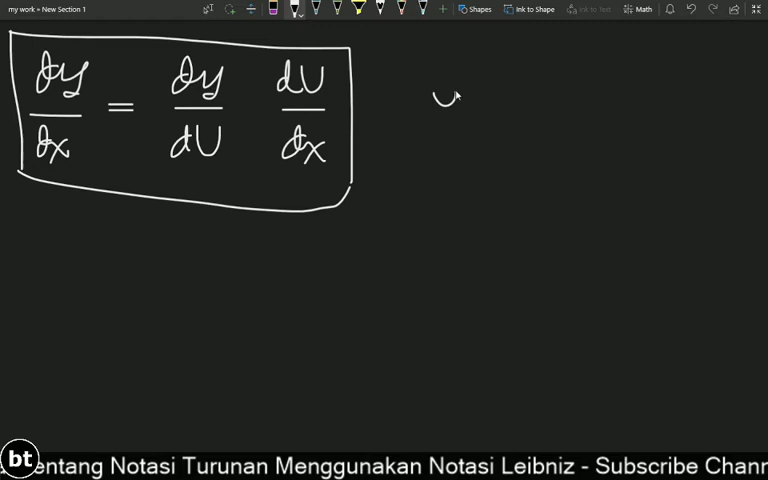 my work » New Section 1 Shapes Ink to Shape Ink to Text Math
dy/dx = dy/dU dU/dx
U
bt
entang Notasi Turunan Menggunakan Notasi Leibniz - Subscribe Chann